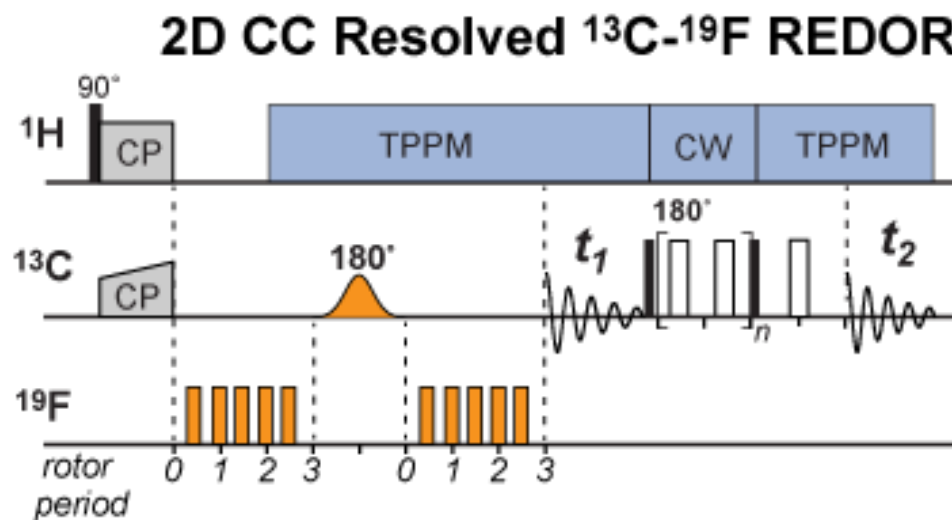 2D CC Resolved ¹³C-¹⁹F REDOR
90°
¹H
CP
TPPM
CW
TPPM
180°
¹³C
CP
180°
t₁
n
t₂
¹⁹F
rotor period
0 1 2 3 0 1 2 3